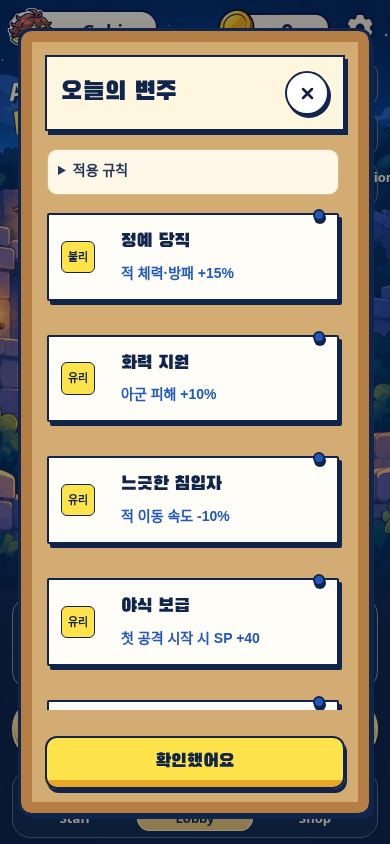 오늘의 변주
적용 규칙
불리
정예 당직
적 체력·방패 +15%
유리
화력 지원
아군 피해 +10%
유리
느긋한 침입자
적 이동 속도 -10%
유리
야식 보급
첫 공격 시작 시 SP +40
확인했어요
Staff
Lobby
Shop